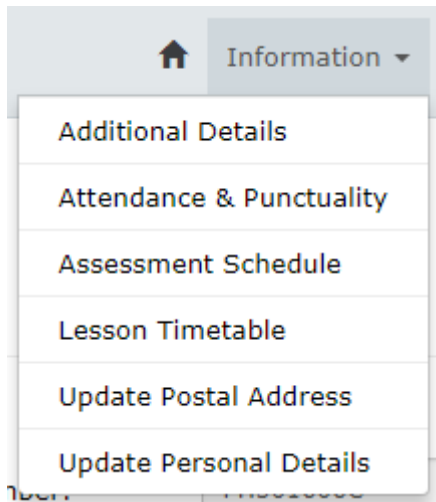 Information
Additional Details
Attendance & Punctuality
Assessment Schedule
Lesson Timetable
Update Postal Address
Update Personal Details